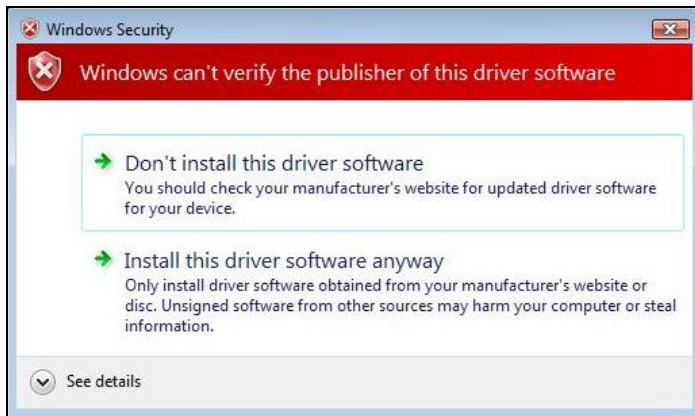 Windows Security
Windows can't verify the publisher of this driver software
Don't install this driver software
You should check your manufacturer's website for updated driver software
for your device.
Install this driver software anyway
Only install driver software obtained from your manufacturer's website or
disc. Unsigned software from other sources may harm your computer or steal
information.
See details